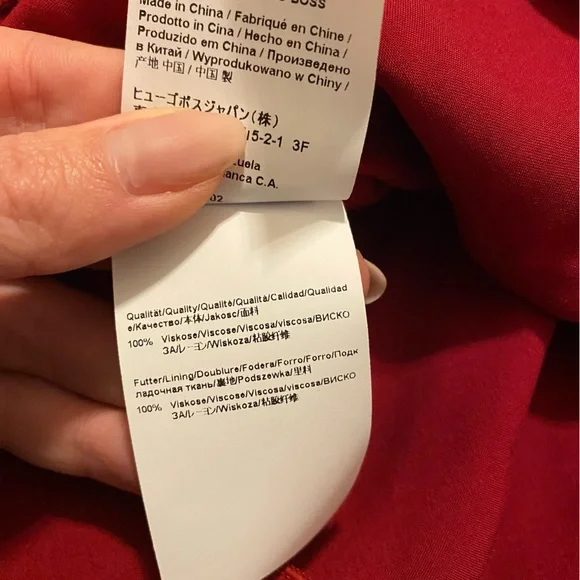 BOSS
Made in China / Fabriqué en Chine /
Prodotto in Cina / Hecho en China /
Produzido em China / Произведено
в Китай / Wyprodukowano w Chiny /
产地 中国 / 中国 製
ヒューゴボスジャパン(株)
5-2-1 3F
C.A.
02
Qualität/Quality/Qualité/Qualità/Calidad/Qualidad
e/Качество/本体/Jakosc/面料
100% Viskose/Viscose/Viscosa/viscosa/ВИСКО
ЗА/レーヨン/Wiskoza/粘胶纤维
Futter/Lining/Doublure/Fodera/Forro/Forro/Подк
ладочная ткань/裏地/Podszewka/里料
100% Viskose/Viscose/Viscosa/viscosa/ВИСКО
ЗА/レーヨン/Wiskoza/粘胶纤维